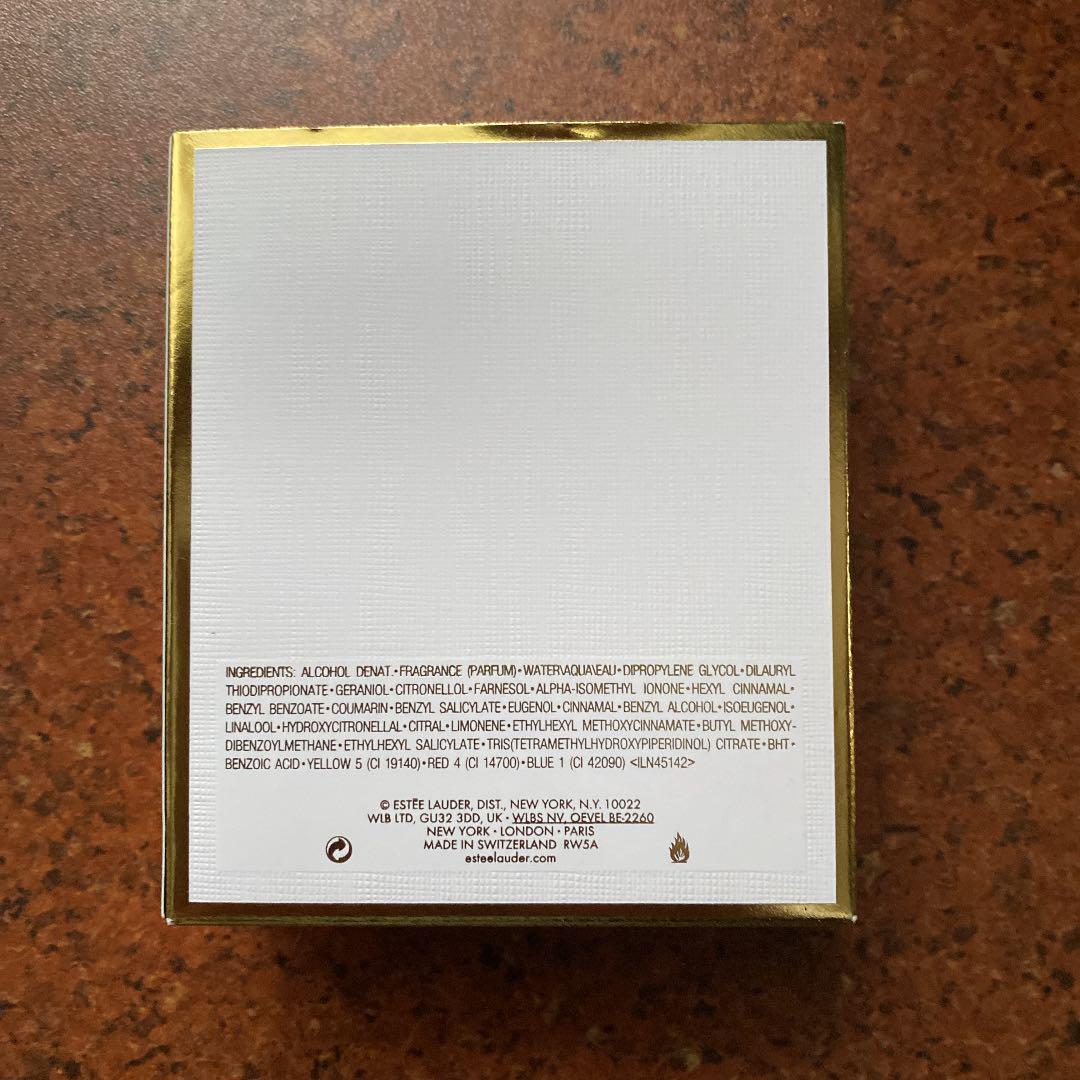 INGREDIENTS: ALCOHOL DENAT.•FRAGRANCE (PARFUM)•WATER\AQUA\EAU•DIPROPYLENE GLYCOL•DILAURYL
THIODIPROPIONATE•GERANIOL•CITRONELLOL•FARNESOL•ALPHA-ISOMETHYL IONONE•HEXYL CINNAMAL•
BENZYL BENZOATE•COUMARIN•BENZYL SALICYLATE•EUGENOL•CINNAMAL•BENZYL ALCOHOL•ISOEUGENOL•
LINALOOL•HYDROXYCITRONELLAL•CITRAL•LIMONENE•ETHYLHEXYL METHOXYCINNAMATE•BUTYL METHOXY-
DIBENZOYLMETHANE•ETHYLHEXYL SALICYLATE•TRIS(TETRAMETHYLHYDROXYPIPERIDINOL) CITRATE•BHT•
BENZOIC ACID•YELLOW 5 (CI 19140)•RED 4 (CI 14700)•BLUE 1 (CI 42090) <ILN45142>
© ESTĒE LAUDER, DIST., NEW YORK, N.Y. 10022
WLB LTD, GU32 3DD, UK • WLBS NV, OEVEL BE-2260
NEW YORK • LONDON • PARIS
MADE IN SWITZERLAND RW5A
esteelauder.com